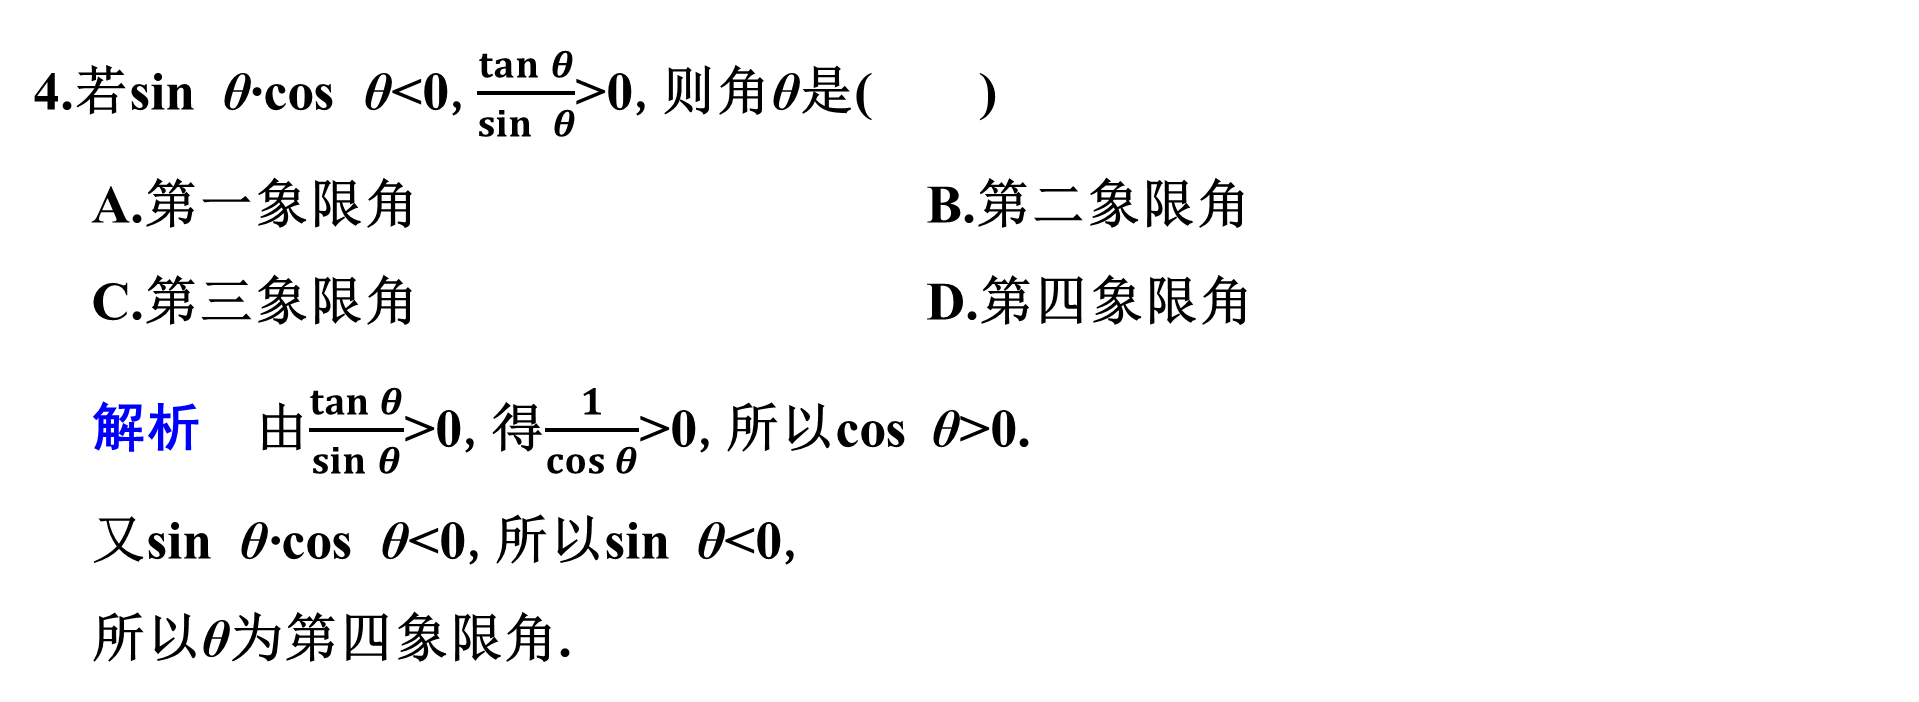 4.若sin θ·cos θ<0, tan θ/sin θ>0, 则角θ是(  )
A.第一象限角 B.第二象限角
C.第三象限角 D.第四象限角
解析 由tan θ/sin θ>0, 得1/cos θ>0, 所以cos θ>0.
又sin θ·cos θ<0, 所以sin θ<0,
所以θ为第四象限角.